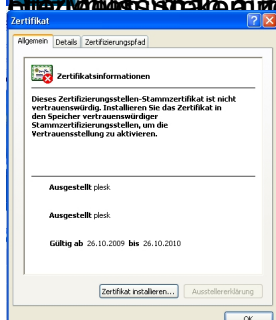 Zertifikat
Allgemein Details Zertifizierungspfad
Zertifikatsinformationen
Dieses Zertifizierungsstellen-Stammzertifikat ist nicht
vertrauenswürdig. Installieren Sie das Zertifikat in
den Speicher vertrauenswürdiger
Stammzertifizierungsstellen, um die
Vertrauensstellung zu aktivieren.
Ausgestellt plesk
Ausgestellt plesk
Gültig ab 26.10.2009 bis 26.10.2010
Zertifikat installieren... Ausstellererklärung
OK